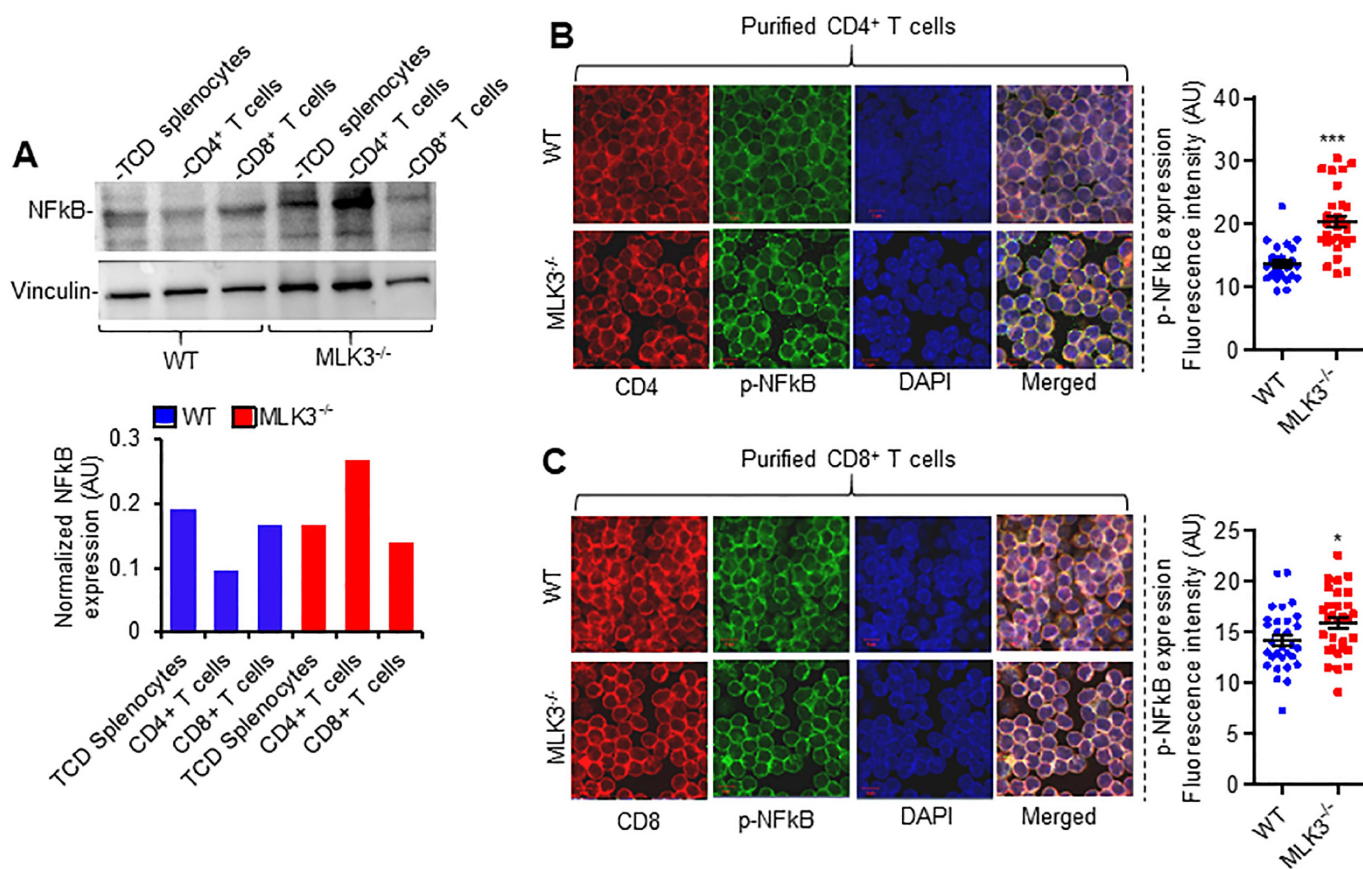 A
-TCD splenocytes
-CD4+ T cells
-CD8+ T cells
-TCD splenocytes
-CD4+ T cells
-CD8+ T cells
NFkB-
Vinculin-
WT
MLK3-/-
WT
MLK3-/-
Normalized NFkB
expression (AU)
0.3
0.2
0.1
0
TCD Splenocytes
CD4+ T cells
CD8+ T cells
TCD Splenocytes
CD4+ T cells
CD8+ T cells
B
Purified CD4+ T cells
WT
MLK3-/-
CD4
p-NFkB
DAPI
Merged
p-NFkB expression
Fluorescence intensity (AU)
40
30
20
10
0
***
WT
MLK3-/-
C
Purified CD8+ T cells
WT
MLK3-/-
CD8
p-NFkB
DAPI
Merged
p-NFkB expression
Fluorescence intensity (AU)
25
20
15
10
5
0
*
WT
MLK3-/-